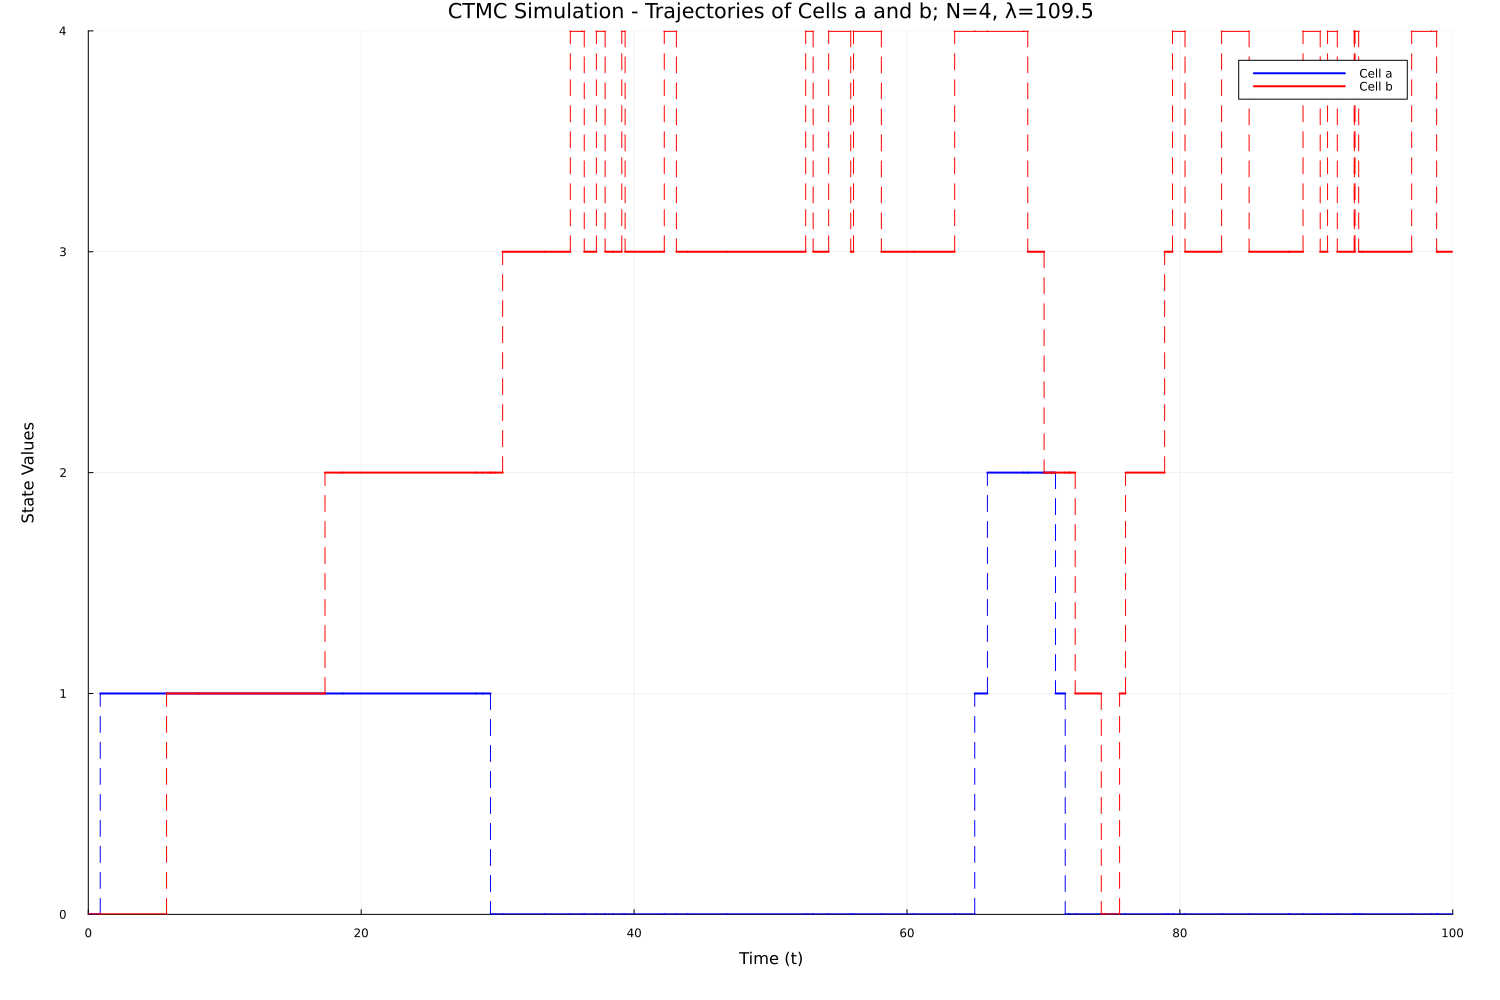 CTMC Simulation - Trajectories of Cells a and b; N=4, λ=109.5
4
Cell a
Cell b
3
State Values
2
1
0
0 20 40 60 80 100
Time (t)